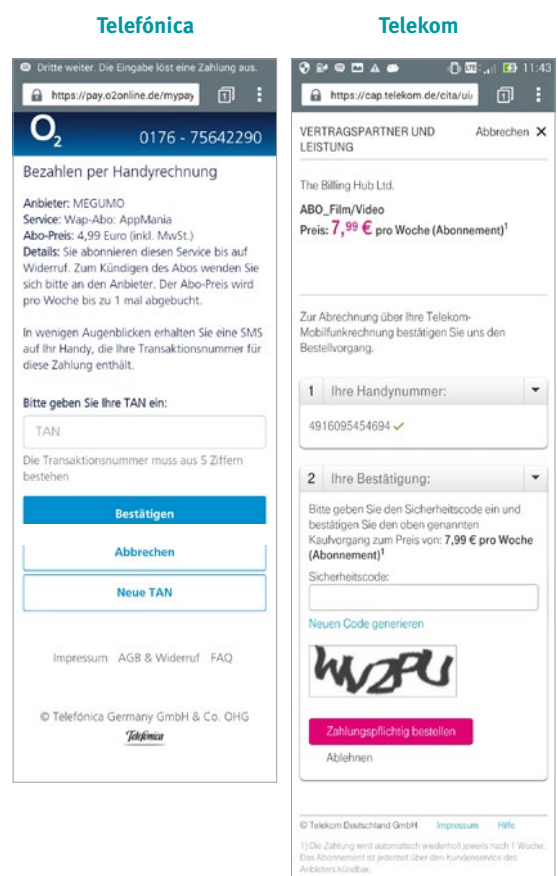 Telefónica
Dritte weiter. Die Eingabe löst eine Zahlung aus.
https://pay.o2online.de/mypay
1
O2
0176 - 75642290
Bezahlen per Handyrechnung
Anbieter: MEGUMO
Service: Wap-Abo: AppMania
Abo-Preis: 4,99 Euro (inkl. MwSt.)
Details: Sie abonnieren diesen Service bis auf
Widerruf. Zum Kündigen des Abos wenden Sie
sich bitte an den Anbieter. Der Abo-Preis wird
pro Woche bis zu 1 mal abgebucht.
In wenigen Augenblicken erhalten Sie eine SMS
auf Ihr Handy, die Ihre Transaktionsnummer für
diese Zahlung enthält.
Bitte geben Sie Ihre TAN ein:
TAN
Die Transaktionsnummer muss aus 5 Ziffern
bestehen
Bestätigen
Abbrechen
Neue TAN
Impressum AGB & Widerruf FAQ
© Telefónica Germany GmbH & Co. OHG
Telefónica
Telekom
LTE 11:43
https://cap.telekom.de/cita/ui/
1
VERTRAGSPARTNER UND
LEISTUNG
Abbrechen X
The Billing Hub Ltd.
ABO_Film/Video
Preis: 7,99 € pro Woche (Abonnement)1
Zur Abrechnung über Ihre Telekom-
Mobilfunkrechnung bestätigen Sie uns den
Bestellvorgang.
1 Ihre Handynummer:
4916095454694
2 Ihre Bestätigung:
Bitte geben Sie den Sicherheitscode ein und
bestätigen Sie den oben genannten
Kaufvorgang zum Preis von: 7,99 € pro Woche
(Abonnement)1
Sicherheitscode:
Neuen Code generieren
Zahlungspflichtig bestellen
Ablehnen
© Telekom Deutschland GmbH Impressum Hilfe
1) Die Zahlung wird automatisch wiederholt jeweils nach 1 Woche.
Das Abonnement ist jederzeit über den Kundenservice des
Anbieters kündbar.